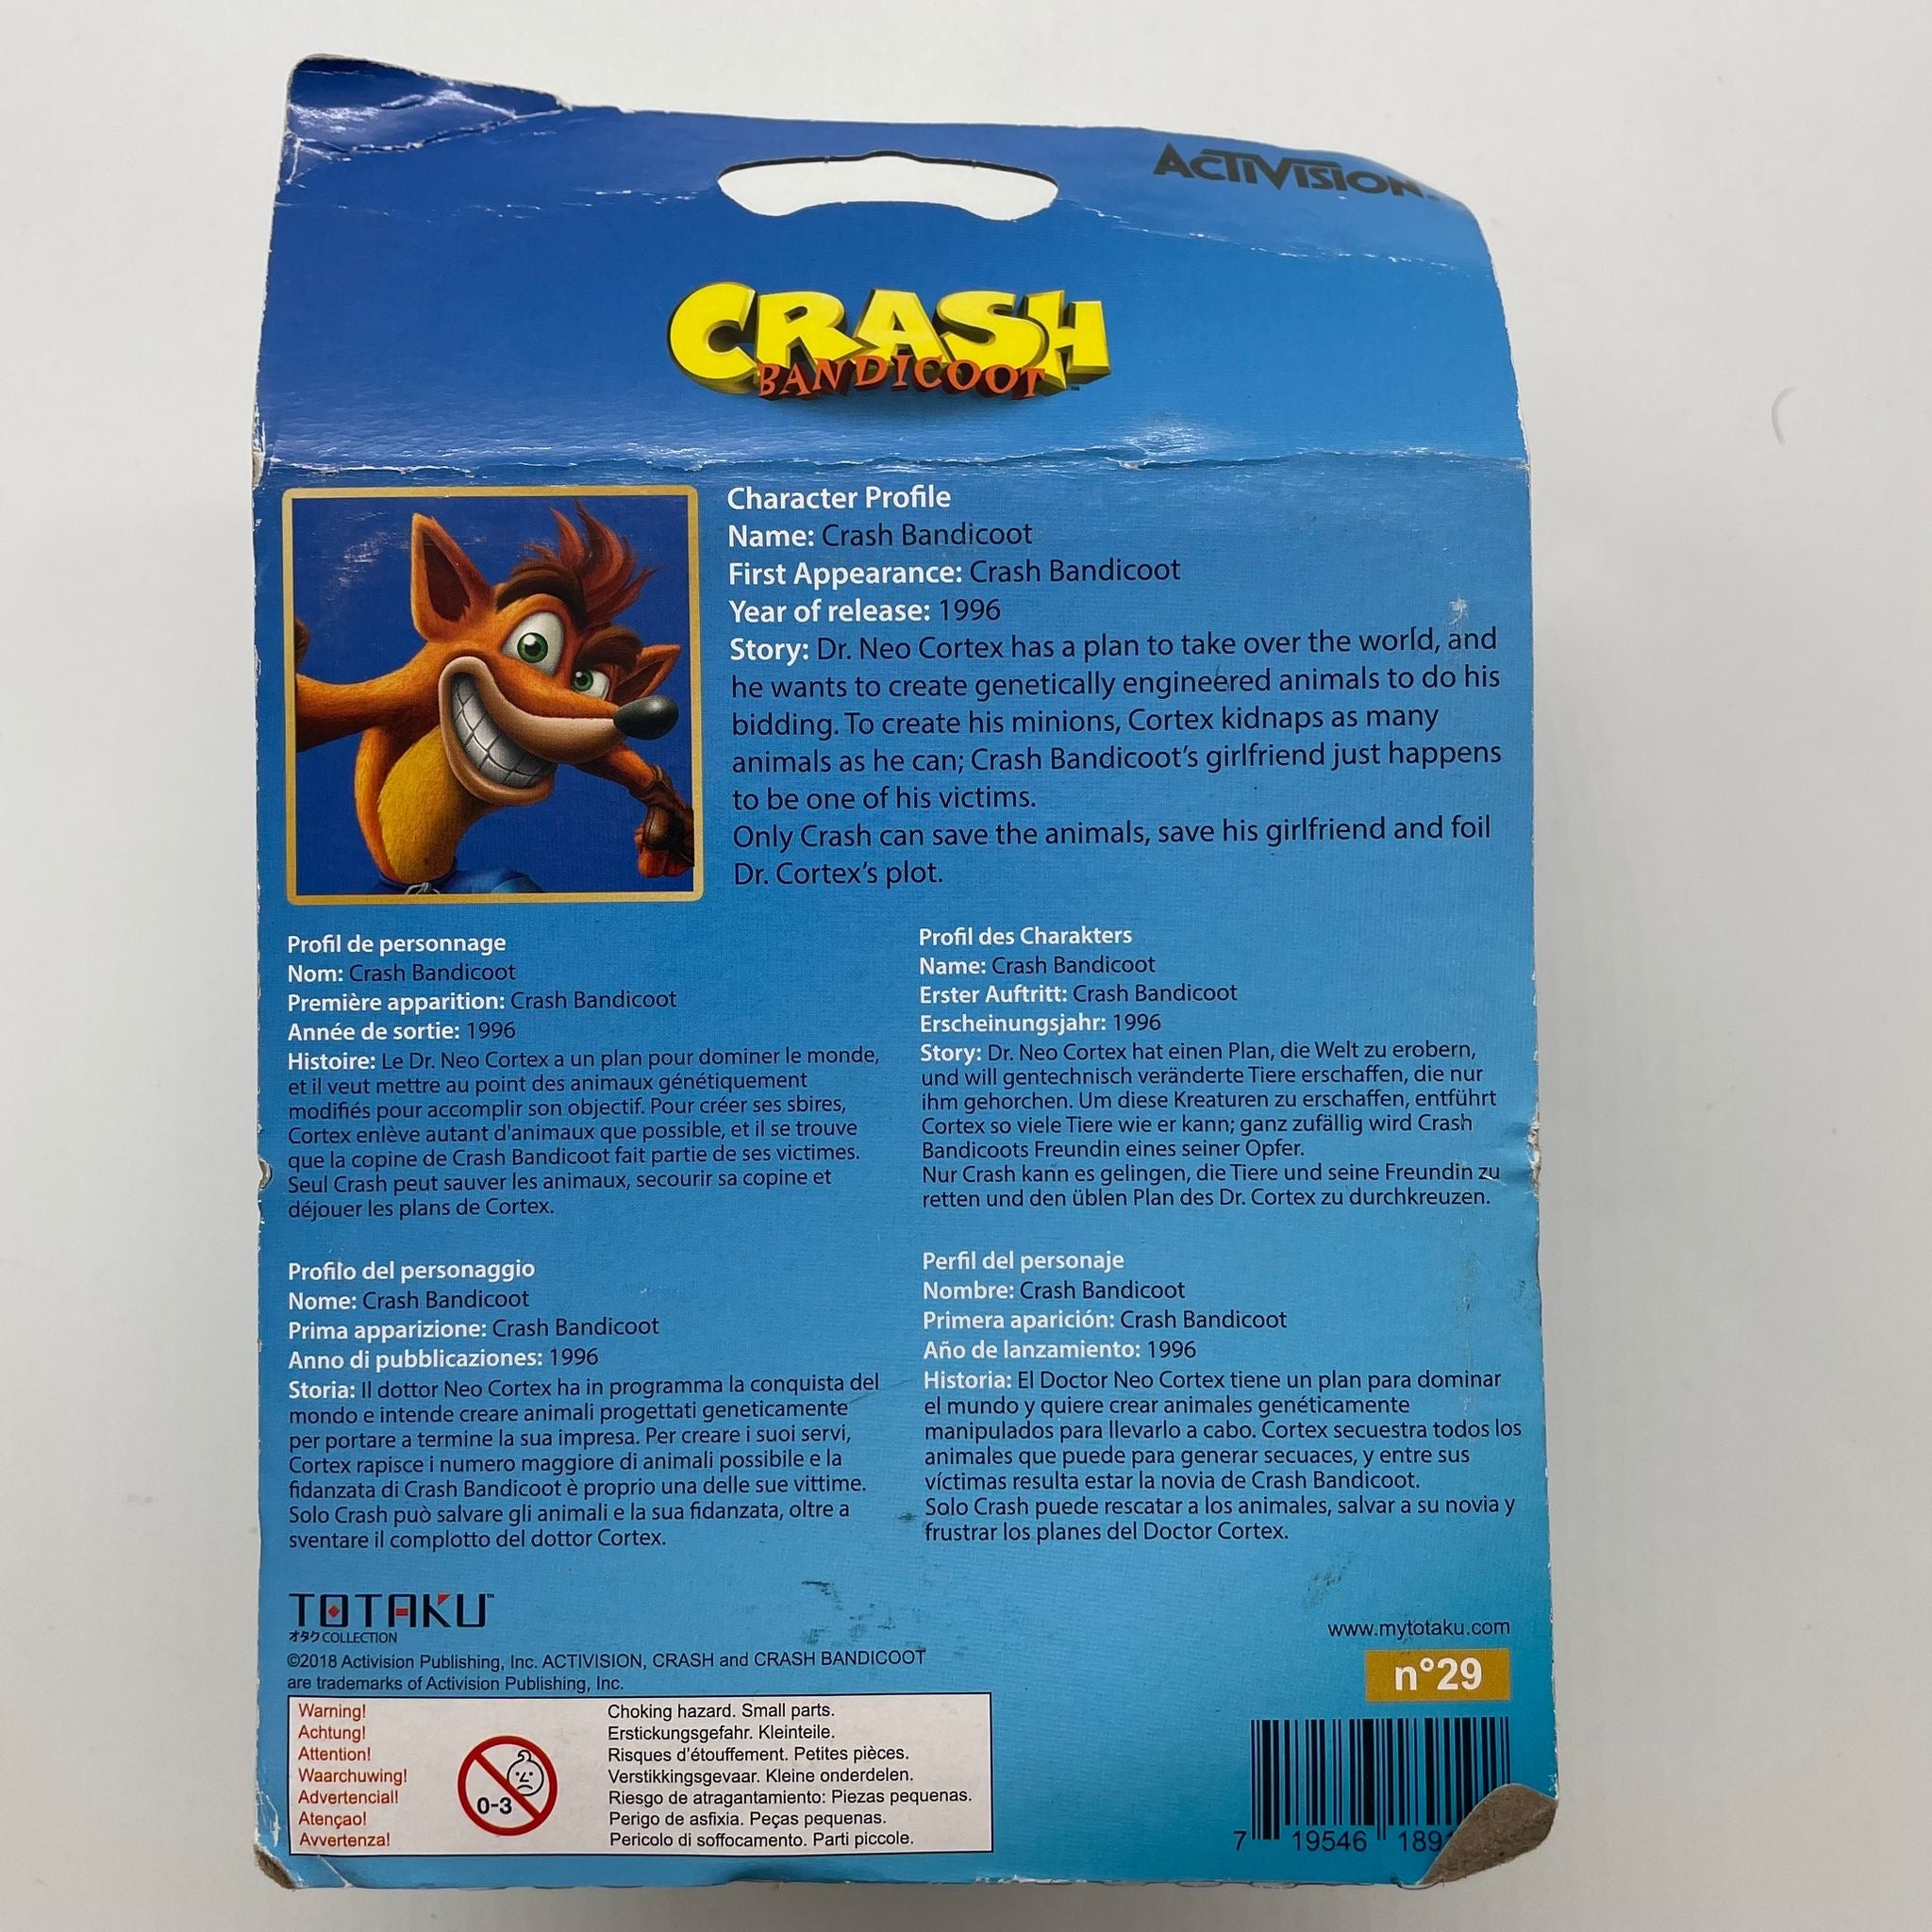 ACTIVISION
CRASH
BANDICOOT
Character Profile
Name: Crash Bandicoot
First Appearance: Crash Bandicoot
Year of release: 1996
Story: Dr. Neo Cortex has a plan to take over the world, and
he wants to create genetically engineered animals to do his
bidding. To create his minions, Cortex kidnaps as many
animals as he can; Crash Bandicoot's girlfriend just happens
to be one of his victims.
Only Crash can save the animals, save his girlfriend and foil
Dr. Cortex's plot.
Profil de personnage
Nom: Crash Bandicoot
Première apparition: Crash Bandicoot
Année de sortie: 1996
Histoire: Le Dr. Neo Cortex a un plan pour dominer le monde,
et il veut mettre au point des animaux génétiquement
modifiés pour accomplir son objectif. Pour créer ses sbires,
Cortex enlève autant d'animaux que possible, et il se trouve
que la copine de Crash Bandicoot fait partie de ses victimes.
Seul Crash peut sauver les animaux, secourir sa copine et
déjouer les plans de Cortex.
Profil des Charakters
Name: Crash Bandicoot
Erster Auftritt: Crash Bandicoot
Erscheinungsjahr: 1996
Story: Dr. Neo Cortex hat einen Plan, die Welt zu erobern,
und will gentechnisch veränderte Tiere erschaffen, die nur
ihm gehorchen. Um diese Kreaturen zu erschaffen, entführt
Cortex so viele Tiere wie er kann; ganz zufällig wird Crash
Bandicoots Freundin eines seiner Opfer.
Nur Crash kann es gelingen, die Tiere und seine Freundin zu
retten und den üblen Plan des Dr. Cortex zu durchkreuzen.
Profilo del personaggio
Nome: Crash Bandicoot
Prima apparizione: Crash Bandicoot
Anno di pubblicaziones: 1996
Storia: Il dottor Neo Cortex ha in programma la conquista del
mondo e intende creare animali progettati geneticamente
per portare a termine la sua impresa. Per creare i suoi servi,
Cortex rapisce i numero maggiore di animali possibile e la
fidanzata di Crash Bandicoot è proprio una delle sue vittime.
Solo Crash può salvare gli animali e la sua fidanzata, oltre a
sventare il complotto del dottor Cortex.
Perfil del personaje
Nombre: Crash Bandicoot
Primera aparición: Crash Bandicoot
Año de lanzamiento: 1996
Historia: El Doctor Neo Cortex tiene un plan para dominar
el mundo y quiere crear animales genéticamente
manipulados para llevarlo a cabo. Cortex secuestra todos los
animales que puede para generar secuaces, y entre sus
víctimas resulta estar la novia de Crash Bandicoot.
Solo Crash puede rescatar a los animales, salvar a su novia y
frustrar los planes del Doctor Cortex.
TOTAKU™
オタク COLLECTION
©2018 Activision Publishing, Inc. ACTIVISION, CRASH and CRASH BANDICOOT
are trademarks of Activision Publishing, Inc.
Warning!
Achtung!
Attention!
Waarchuwing!
Advertencial!
Atençao!
Avvertenza!
0-3
Choking hazard. Small parts.
Erstickungsgefahr. Kleinteile.
Risques d'étouffement. Petites pièces.
Verstikkingsgevaar. Kleine onderdelen.
Riesgo de atragantamiento: Piezas pequenas.
Perigo de asfixia. Peças pequenas.
Pericolo di soffocamento. Parti piccole.
www.mytotaku.com
n°29
7 19546 189